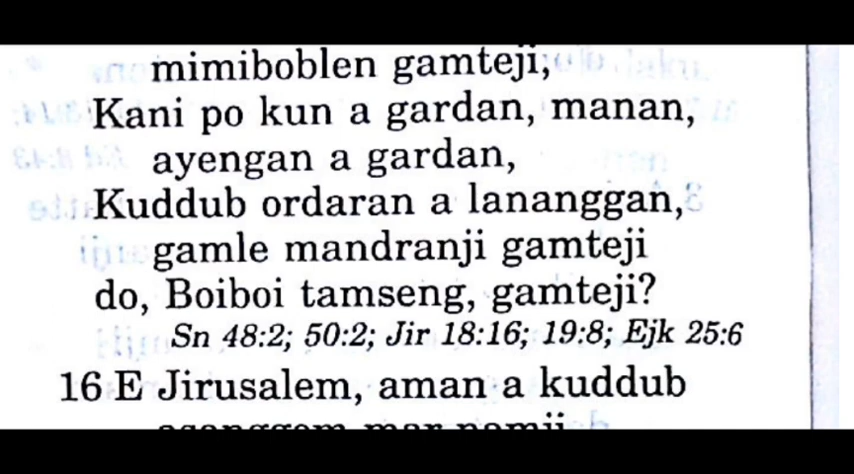 mimiboblen gamteji;
Kani po kun a gardan, manan,
ayengan a gardan,
Kuddub ordaran a lananggan,
gamle mandranji gamteji
do, Boiboi tamseng, gamteji?
Sn 48:2; 50:2; Jir 18:16; 19:8; Ejk 25:6
16 E Jirusalem, aman a kuddub